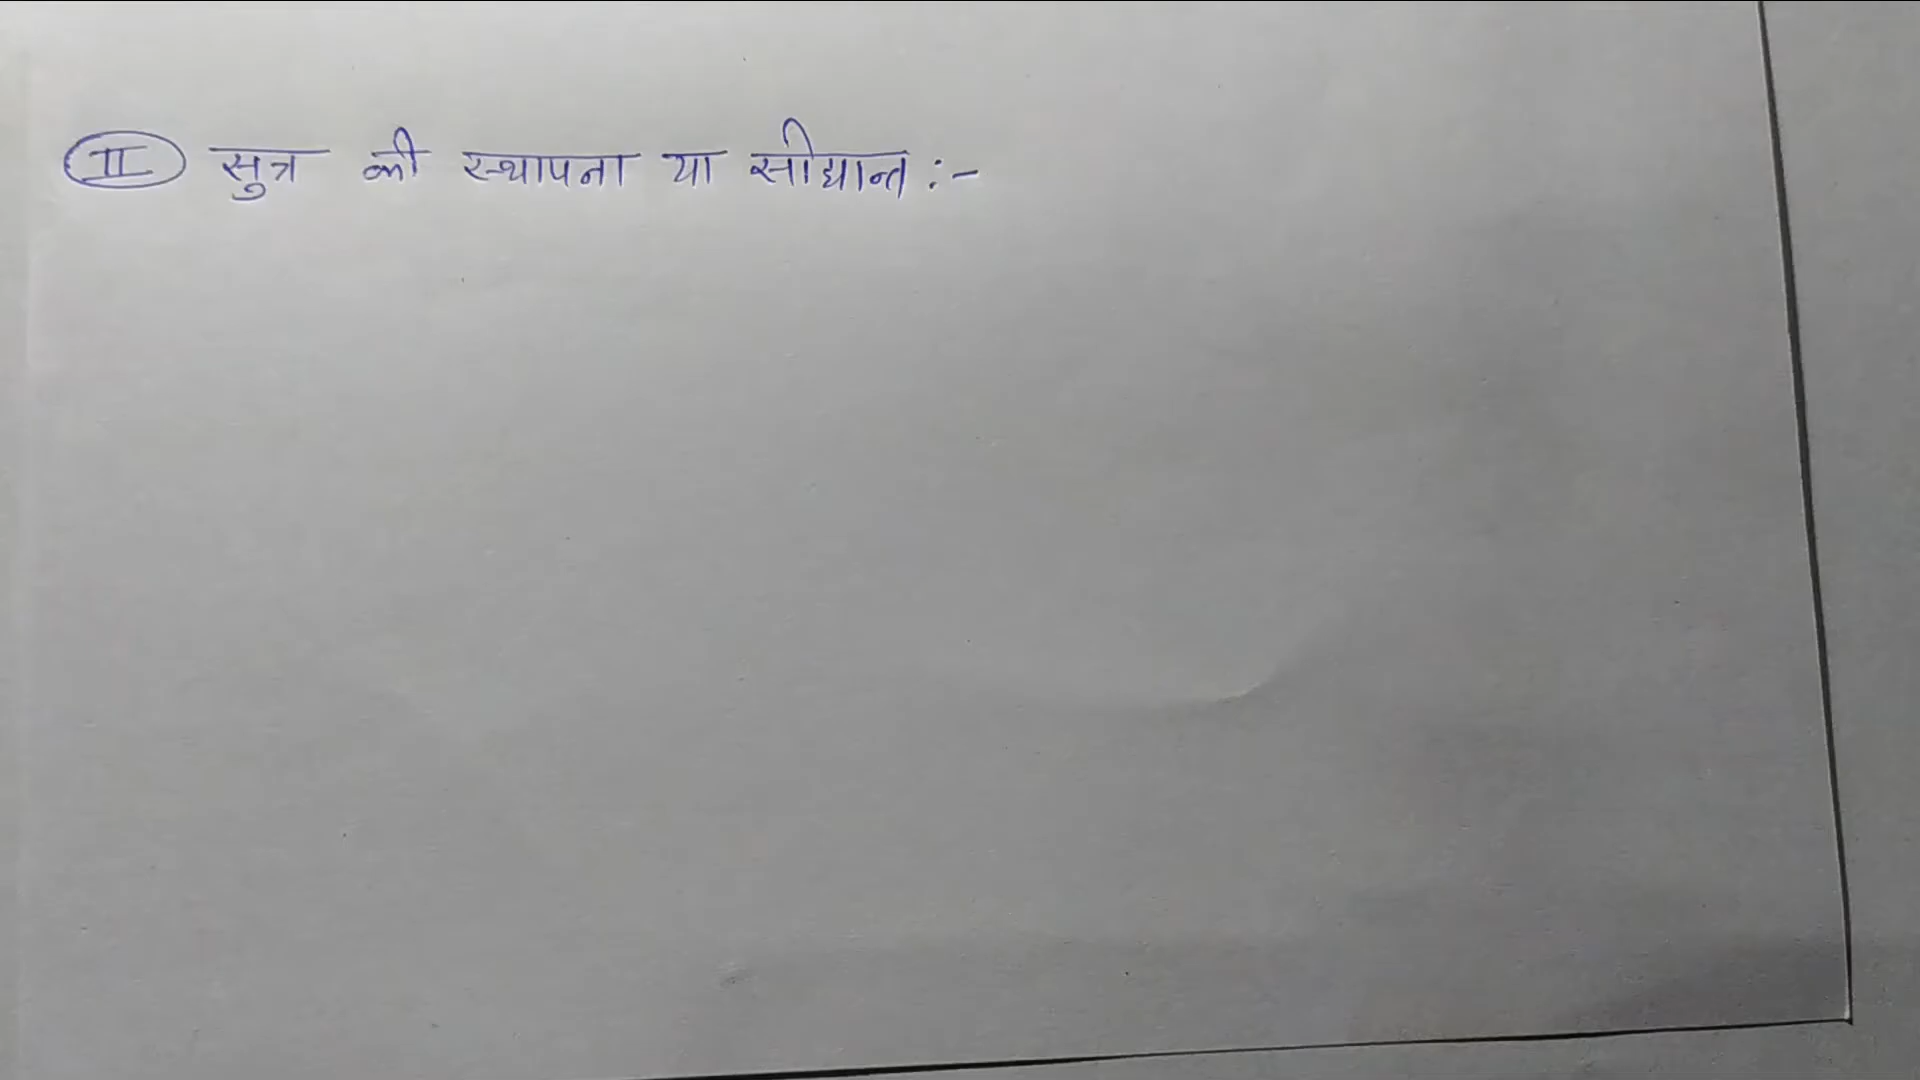 II सुत्र की स्थापना या सीद्यान्त :-